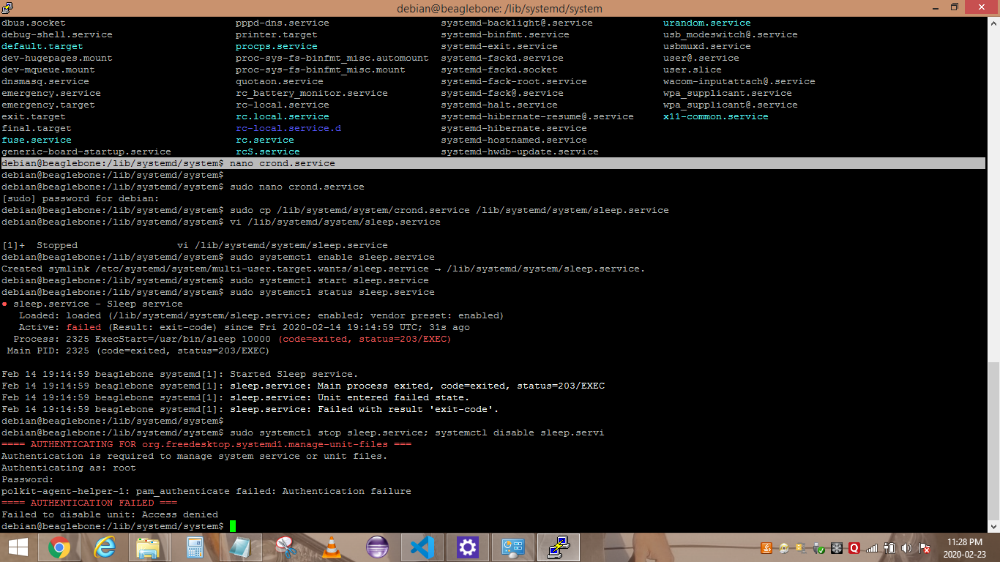 debian@beaglebone: /lib/systemd/system
dbus.socket pppd-dns.service systemd-backlight@.service urandom.service
debug-shell.service printer.target systemd-binfmt.service usb_modeswitch@.service
default.target procps.service systemd-exit.service usbmuxd.service
dev-hugepages.mount proc-sys-fs-binfmt_misc.automount systemd-fsckd.service user@.service
dev-mqueue.mount proc-sys-fs-binfmt_misc.mount systemd-fsckd.socket user.slice
dnsmasq.service quotaon.service systemd-fsck-root.service wacom-inputattach@.service
emergency.service rc_battery_monitor.service systemd-fsck@.service wpa_supplicant.service
emergency.target rc-local.service systemd-halt.service wpa_supplicant@.service
exit.target rc.local.service systemd-hibernate-resume@.service x11-common.service
final.target rc-local.service.d systemd-hibernate.service
fuse.service rc.service systemd-hostnamed.service
generic-board-startup.service rcS.service systemd-hwdb-update.service
debian@beaglebone:/lib/systemd/system$ nano crond.service
debian@beaglebone:/lib/systemd/system$
debian@beaglebone:/lib/systemd/system$ sudo nano crond.service
[sudo] password for debian:
debian@beaglebone:/lib/systemd/system$ sudo cp /lib/systemd/system/crond.service /lib/systemd/system/sleep.service
debian@beaglebone:/lib/systemd/system$ vi /lib/systemd/system/sleep.service
[1]+ Stopped vi /lib/systemd/system/sleep.service
debian@beaglebone:/lib/systemd/system$ sudo systemctl enable sleep.service
Created symlink /etc/systemd/system/multi-user.target.wants/sleep.service → /lib/systemd/system/sleep.service.
debian@beaglebone:/lib/systemd/system$ sudo systemctl start sleep.service
debian@beaglebone:/lib/systemd/system$ sudo systemctl status sleep.service
● sleep.service - Sleep service
Loaded: loaded (/lib/systemd/system/sleep.service; enabled; vendor preset: enabled)
Active: failed (Result: exit-code) since Fri 2020-02-14 19:14:59 UTC; 31s ago
Process: 2325 ExecStart=/usr/bin/sleep 10000 (code=exited, status=203/EXEC)
Main PID: 2325 (code=exited, status=203/EXEC)
Feb 14 19:14:59 beaglebone systemd[1]: Started Sleep service.
Feb 14 19:14:59 beaglebone systemd[1]: sleep.service: Main process exited, code=exited, status=203/EXEC
Feb 14 19:14:59 beaglebone systemd[1]: sleep.service: Unit entered failed state.
Feb 14 19:14:59 beaglebone systemd[1]: sleep.service: Failed with result 'exit-code'.
debian@beaglebone:/lib/systemd/system$
debian@beaglebone:/lib/systemd/system$ sudo systemctl stop sleep.service; systemctl disable sleep.servi
==== AUTHENTICATING FOR org.freedesktop.systemd1.manage-unit-files ===
Authentication is required to manage system service or unit files.
Authenticating as: root
Password:
polkit-agent-helper-1: pam_authenticate failed: Authentication failure
==== AUTHENTICATION FAILED ===
Failed to disable unit: Access denied
debian@beaglebone:/lib/systemd/system$
11:28 PM
2020-02-23